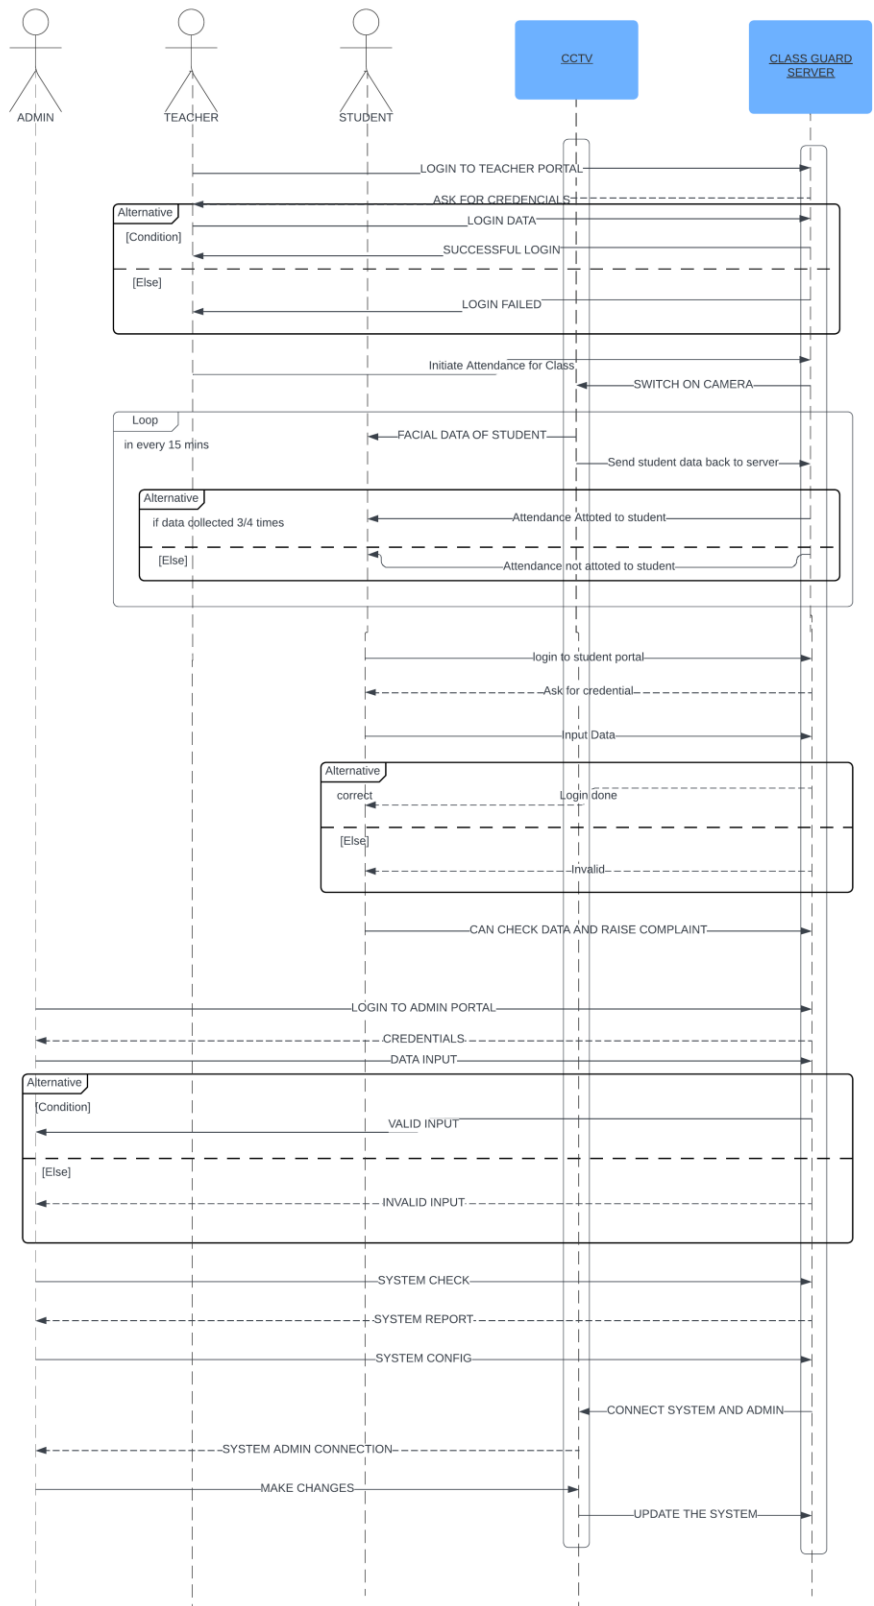 CCTV
CLASS GUARD
SERVER
ADMIN
TEACHER
STUDENT
LOGIN TO TEACHER PORTAL
ASK FOR CREDENCIALS
Alternative
LOGIN DATA
[Condition]
SUCCESSFUL LOGIN
[Else]
LOGIN FAILED
Initiate Attendance for Class
SWITCH ON CAMERA
Loop
FACIAL DATA OF STUDENT
in every 15 mins
Send student data back to server
Alternative
if data collected 3/4 times
Attendance Attoted to student
[Else]
Attendance not attoted to student
login to student portal
Ask for credential
Input Data
Alternative
correct
Login done
[Else]
Invalid
CAN CHECK DATA AND RAISE COMPLAINT
LOGIN TO ADMIN PORTAL
CREDENTIALS
DATA INPUT
Alternative
[Condition]
VALID INPUT
[Else]
INVALID INPUT
SYSTEM CHECK
SYSTEM REPORT
SYSTEM CONFIG
CONNECT SYSTEM AND ADMIN
SYSTEM ADMIN CONNECTION
MAKE CHANGES
UPDATE THE SYSTEM